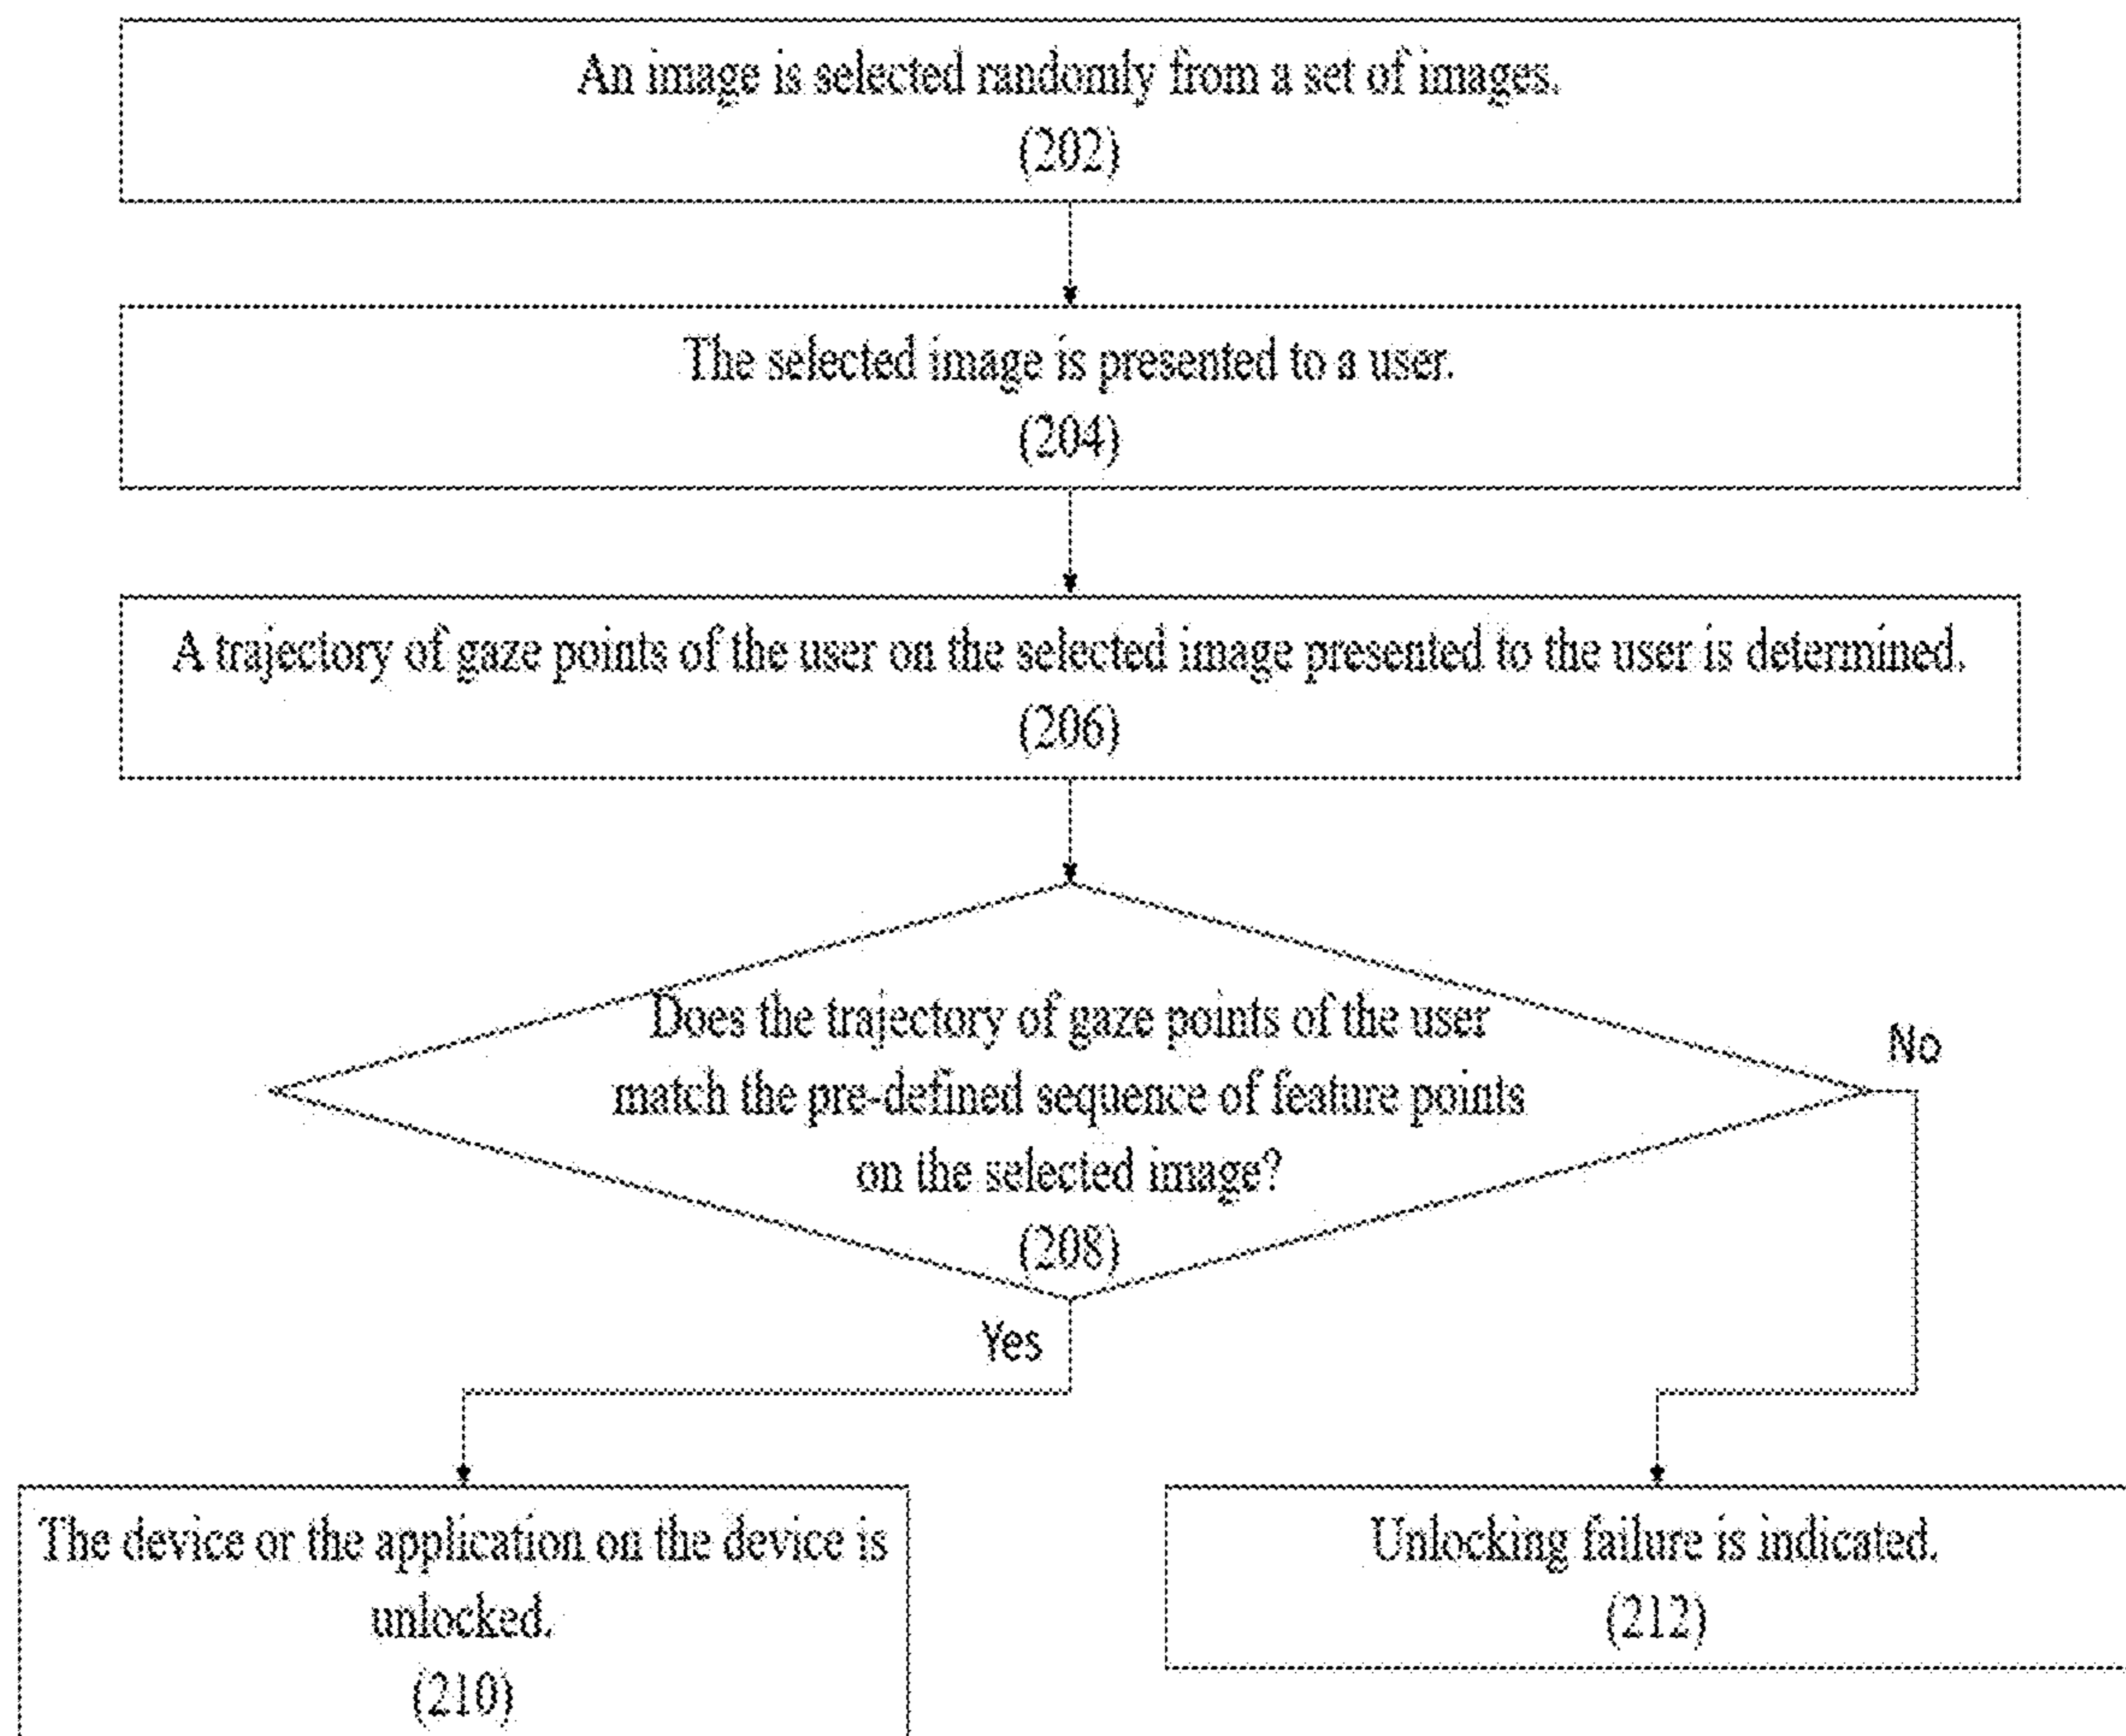 An image is selected randomly from a set of images.
(202)
The selected image is presented to a user.
(204)
A trajectory of gaze points of the user on the selected image presented to the user is determined.
(206)
Does the trajectory of gaze points of the user
match the pre-defined sequence of feature points
on the selected image?
(208)
No
Yes
The device or the application on the device is
unlocked.
(210)
Unlocking failure is indicated.
(212)